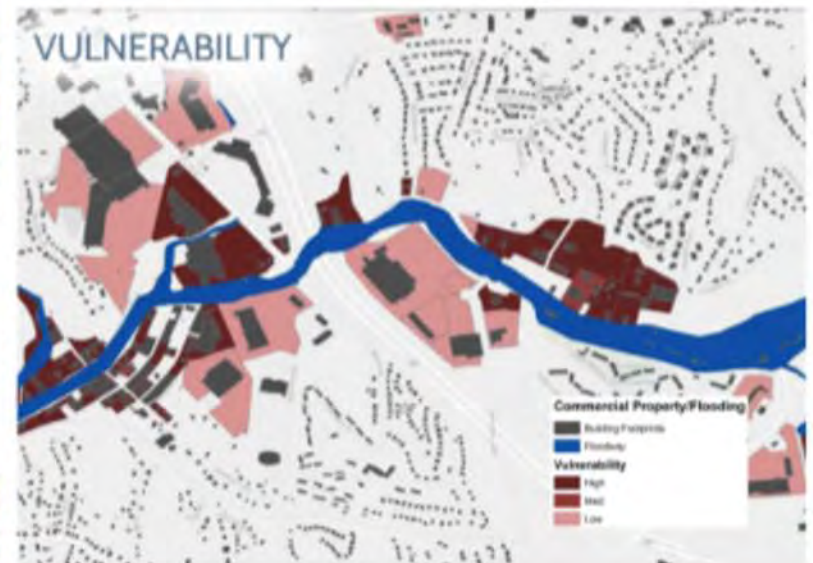 VULNERABILITY
Commercial Property/Flooding
Building Footprints
Floodway
Vulnerability
High
Med
Low